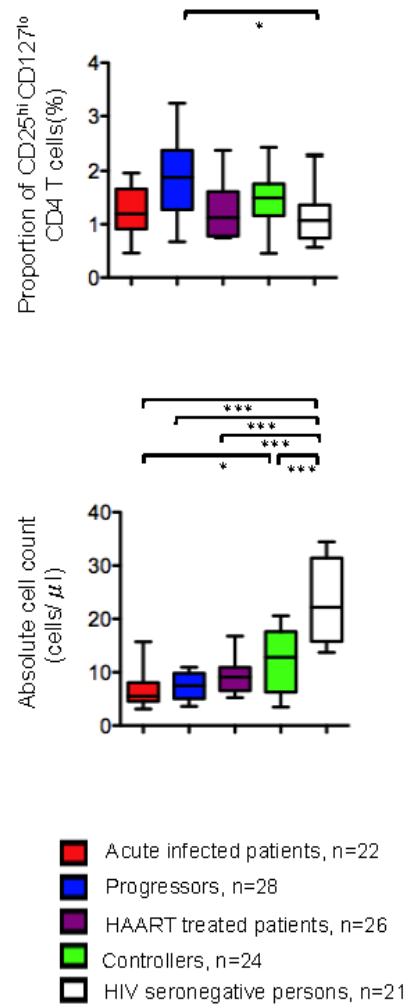 *
Proportion of CD25hiCD127lo
CD4 T cells(%)
4
3
2
1
0
***
***
***
*
***
Absolute cell count
(cells/μl)
40
30
20
10
0
Acute infected patients, n=22
Progressors, n=28
HAART treated patients, n=26
Controllers, n=24
HIV seronegative persons, n=21